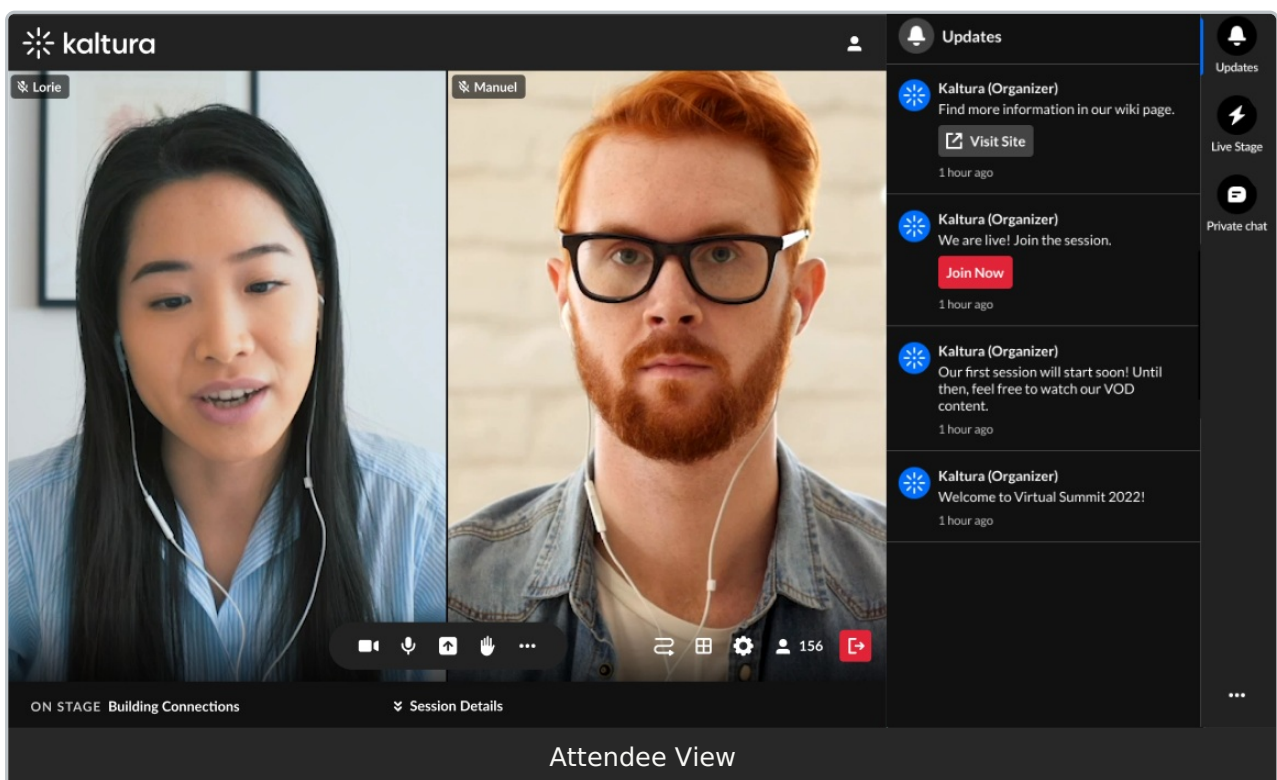 kaltura
Lorie
Manuel
156
ON STAGE Building Connections
Session Details
Updates
Kaltura (Organizer)
Find more information in our wiki page.
Visit Site
1 hour ago
Kaltura (Organizer)
We are live! Join the session.
Join Now
1 hour ago
Kaltura (Organizer)
Our first session will start soon! Until
then, feel free to watch our VOD
content.
1 hour ago
Kaltura (Organizer)
Welcome to Virtual Summit 2022!
1 hour ago
Updates
Live Stage
Private chat
Attendee View